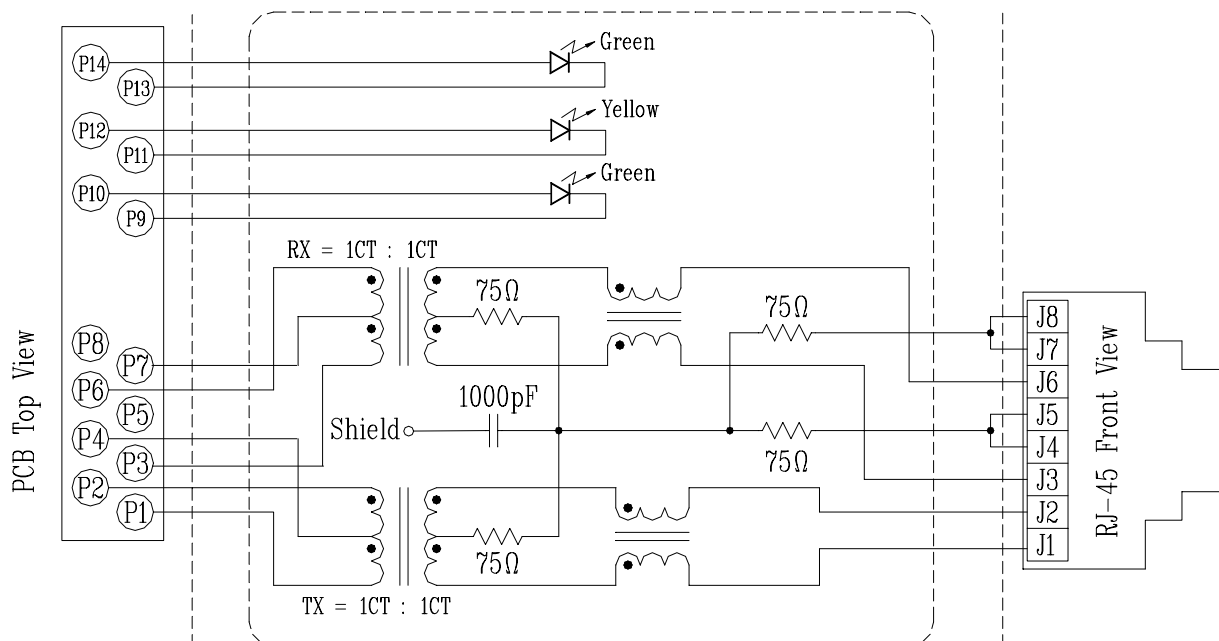 P14
Green
P13
P12
Yellow
P11
P10
Green
P9
RX = 1CT : 1CT
75Ω
75Ω
J8
P8
J7
P7
J6
P6
1000pF
P5
J5
Shield
P4
J4
75Ω
P3
J3
P2
J2
P1
J1
75Ω
TX = 1CT : 1CT
PCB Top View
RJ-45 Front View